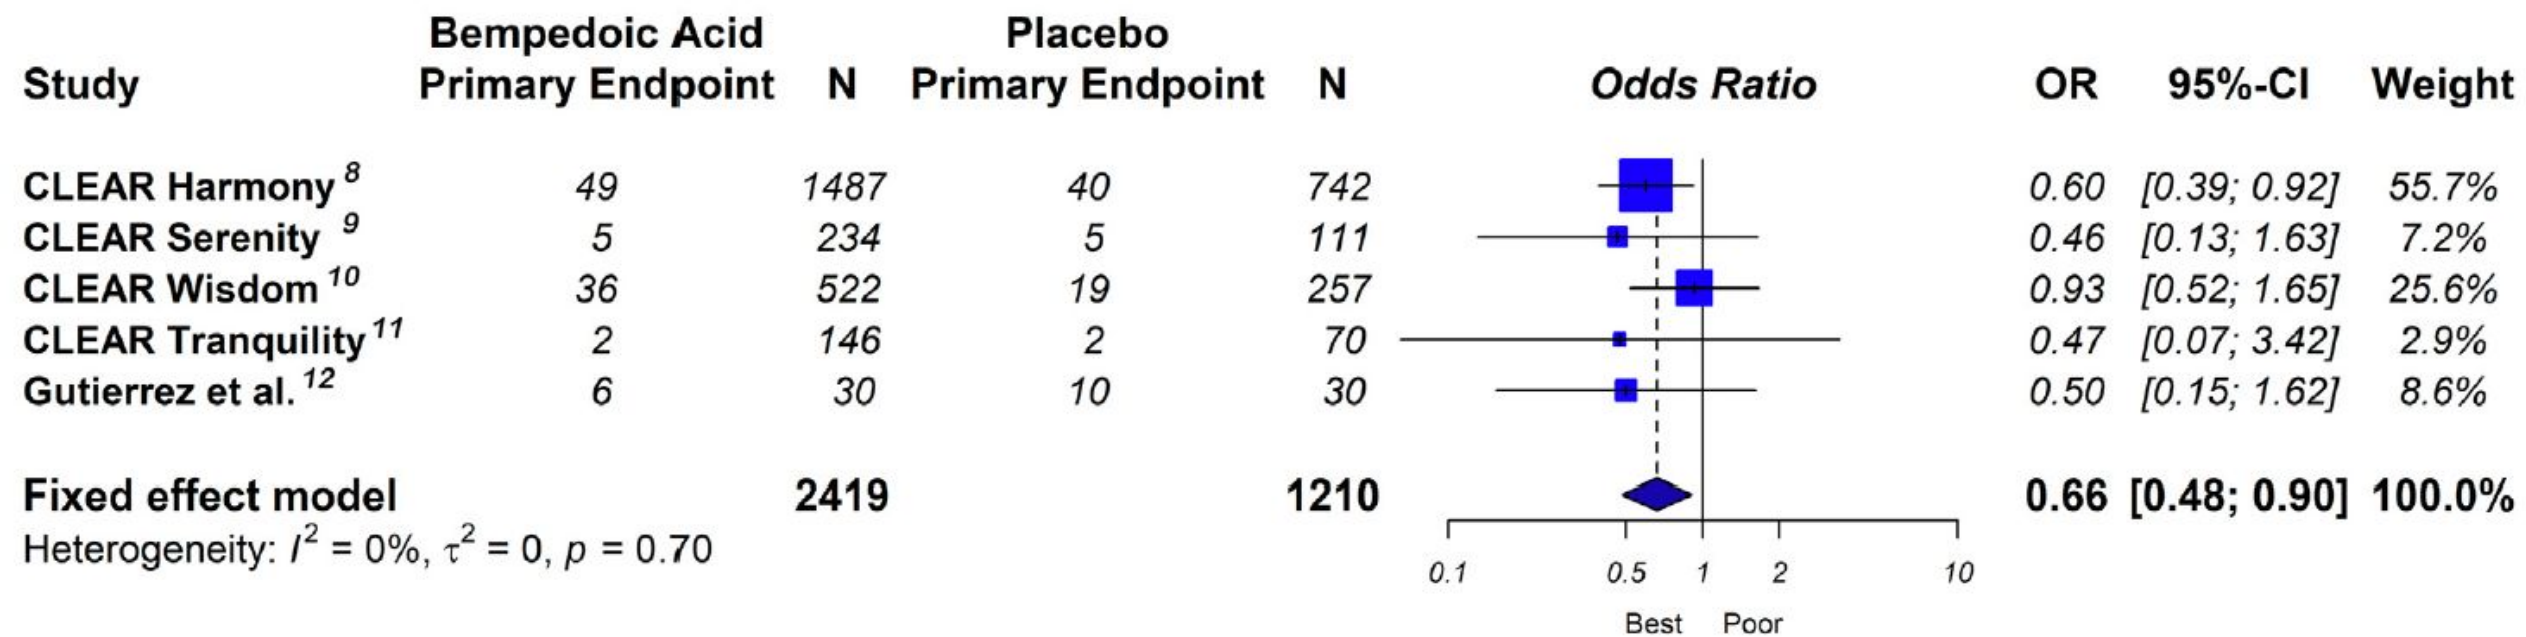 Bempedoic Acid Placebo
Study Primary Endpoint N Primary Endpoint N Odds Ratio OR 95%-CI Weight
CLEAR Harmony 8 49 1487 40 742 0.60 [0.39; 0.92] 55.7%
CLEAR Serenity 9 5 234 5 111 0.46 [0.13; 1.63] 7.2%
CLEAR Wisdom 10 36 522 19 257 0.93 [0.52; 1.65] 25.6%
CLEAR Tranquility 11 2 146 2 70 0.47 [0.07; 3.42] 2.9%
Gutierrez et al. 12 6 30 10 30 0.50 [0.15; 1.62] 8.6%
Fixed effect model 2419 1210 0.66 [0.48; 0.90] 100.0%
Heterogeneity: I² = 0%, τ² = 0, p = 0.70
0.1 0.5 1 2 10
Best Poor